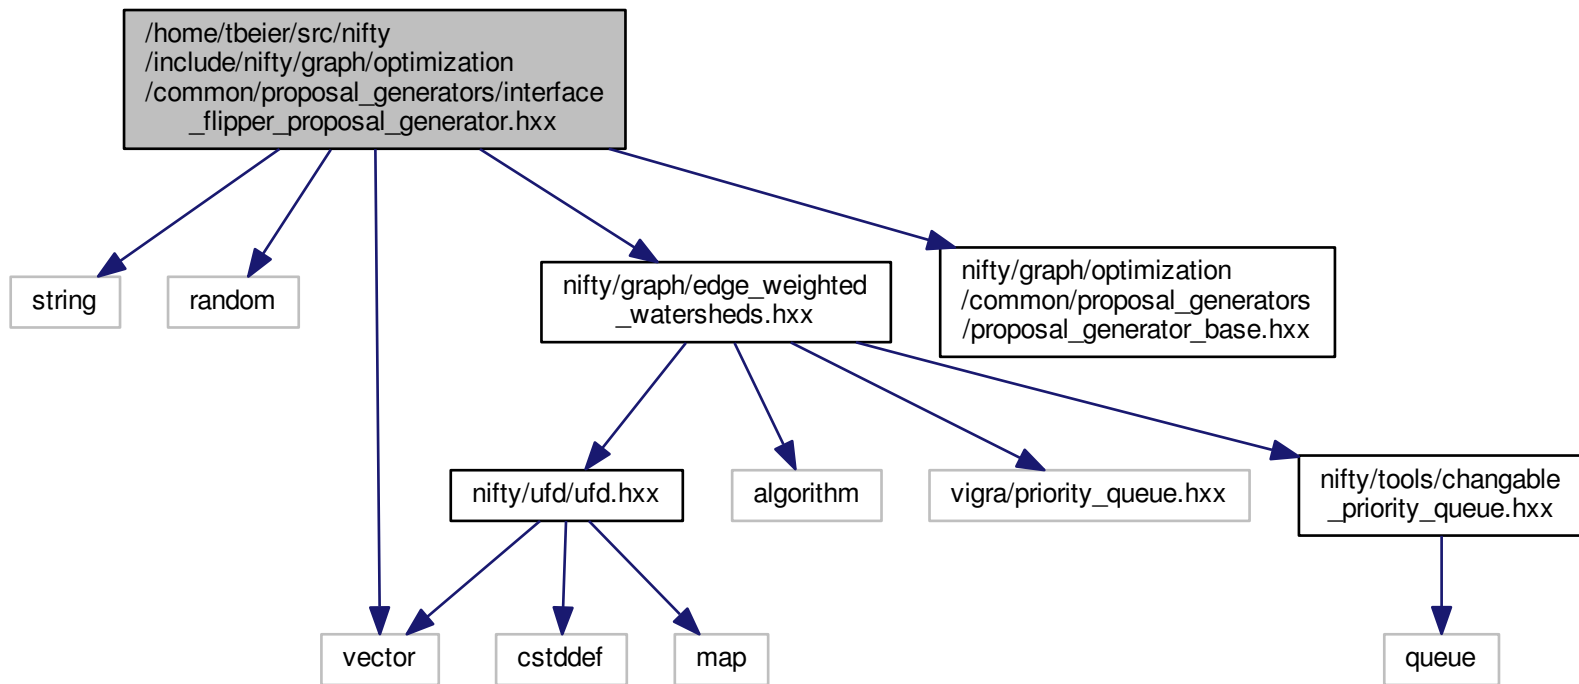 /home/tbeier/src/nifty
/include/nifty/graph/optimization
/common/proposal_generators/interface
_flipper_proposal_generator.hxx
string
random
nifty/graph/edge_weighted
_watersheds.hxx
nifty/graph/optimization
/common/proposal_generators
/proposal_generator_base.hxx
nifty/ufd/ufd.hxx
algorithm
vigra/priority_queue.hxx
nifty/tools/changable
_priority_queue.hxx
vector
cstddef
map
queue